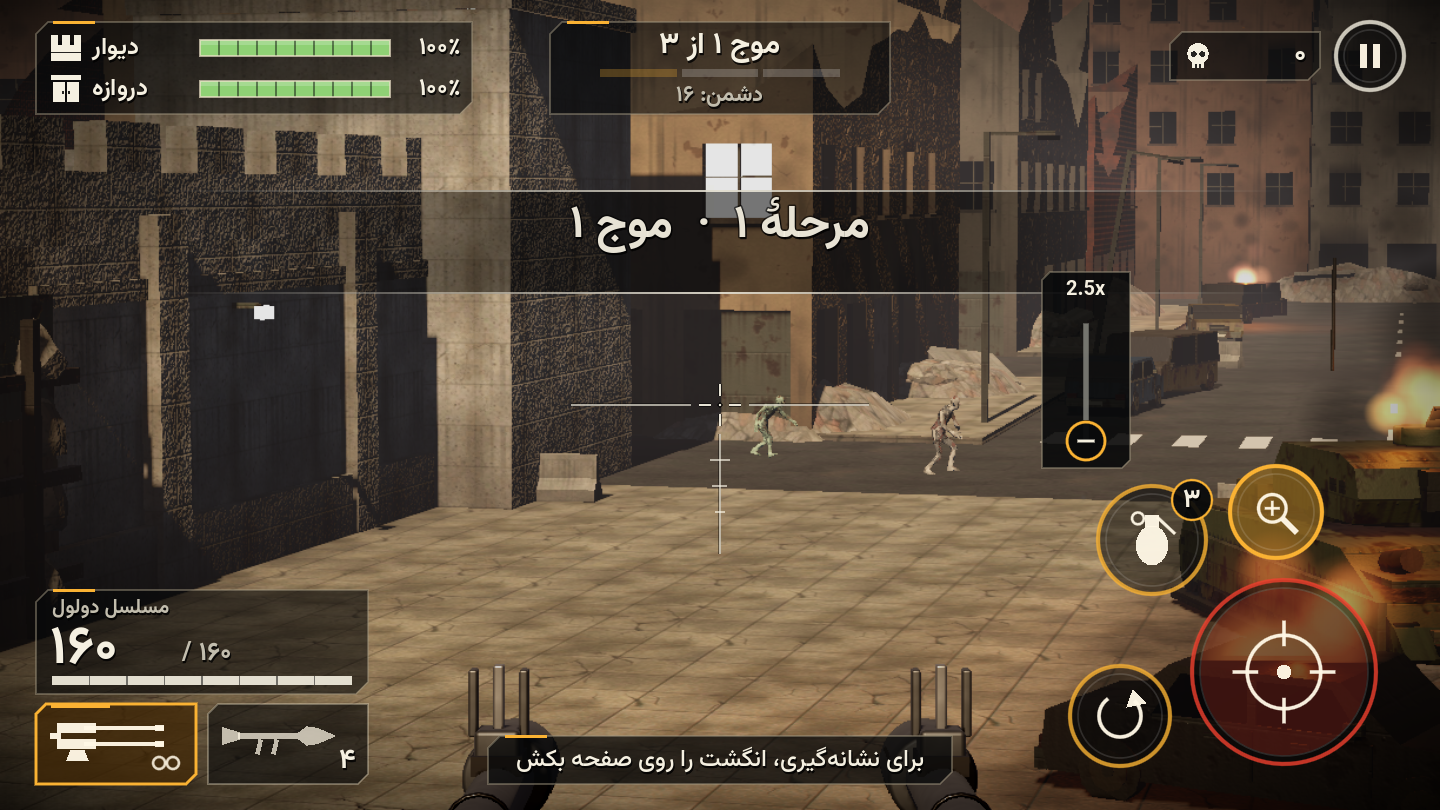 دیوار ۱۰۰٪
دروازه ۱۰۰٪
موج ۱ از ۳
دشمن: ۱۶
۰
مرحلهٔ ۱ · موج ۱
2.5x
۳
مسلسل دولول
۱۶۰ / ۱۶۰
∞
۴
برای نشانه‌گیری، انگشت را روی صفحه بکش